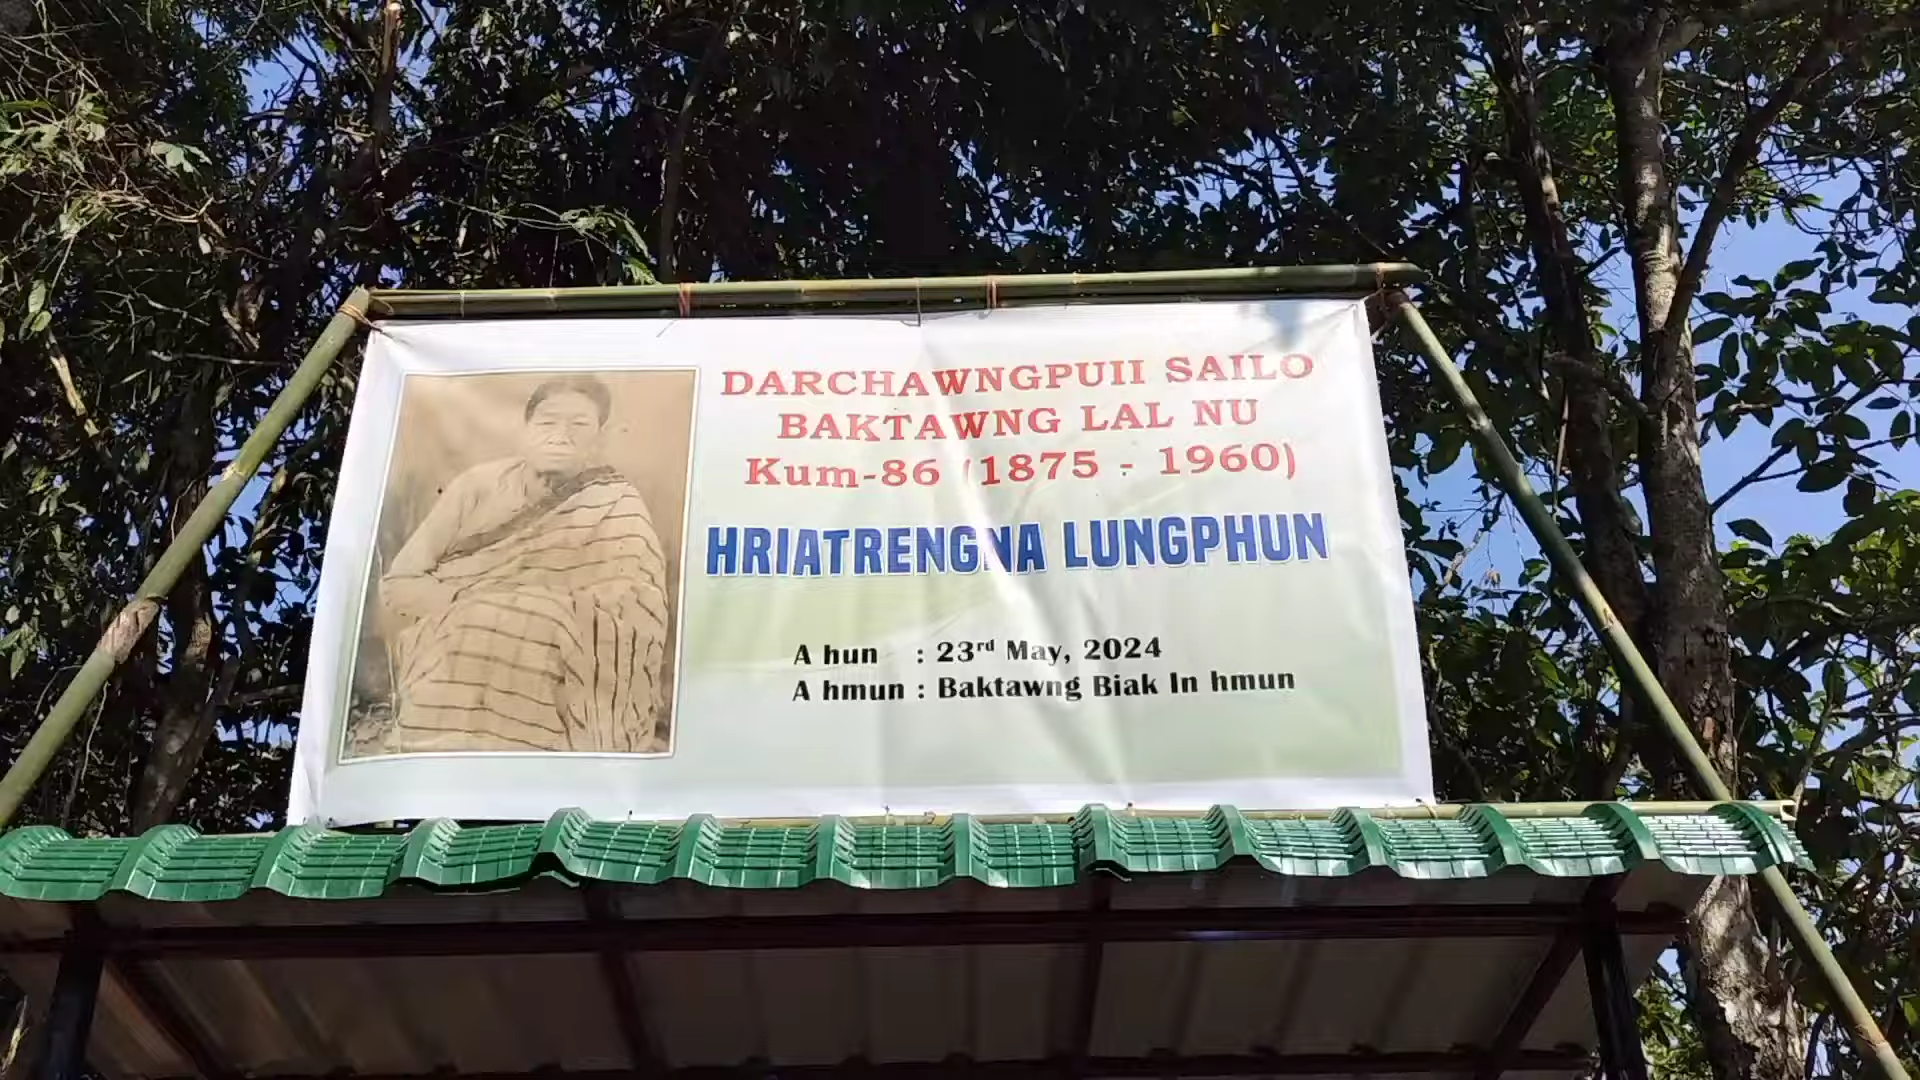 DARCHAWNGPUII SAILO
BAKTAWNG LAL NU
Kum-86 (1875 - 1960)
HRIATRENGNA LUNGPHUN
A hun : 23rd May, 2024
A hmun : Baktawng Biak In hmun